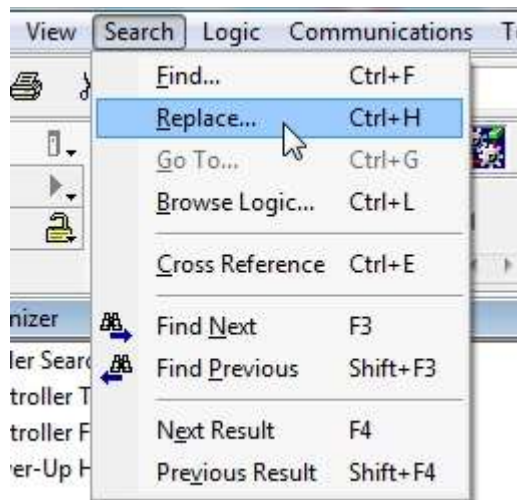 View Search Logic Communications
Find... Ctrl+F
Replace... Ctrl+H
Go To... Ctrl+G
Browse Logic... Ctrl+L
Cross Reference Ctrl+E
nizer
Find Next F3
ler Sear
Find Previous Shift+F3
troller T
troller F
Next Result F4
er-Up H
Previous Result Shift+F4